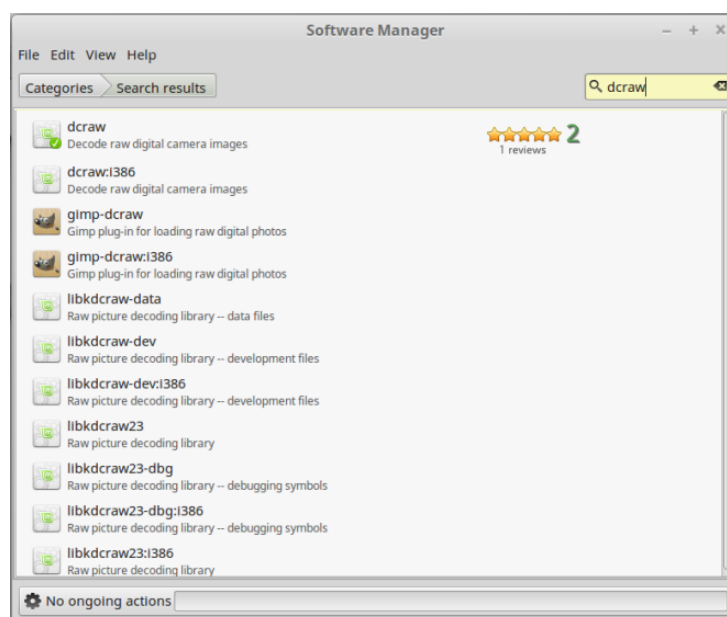 Software Manager
File Edit View Help
Categories Search results dcraw
dcraw
Decode raw digital camera images
2
1 reviews
dcraw:i386
Decode raw digital camera images
gimp-dcraw
Gimp plug-in for loading raw digital photos
gimp-dcraw:i386
Gimp plug-in for loading raw digital photos
libkdcraw-data
Raw picture decoding library -- data files
libkdcraw-dev
Raw picture decoding library -- development files
libkdcraw-dev:i386
Raw picture decoding library -- development files
libkdcraw23
Raw picture decoding library
libkdcraw23-dbg
Raw picture decoding library -- debugging symbols
libkdcraw23-dbg:i386
Raw picture decoding library -- debugging symbols
libkdcraw23:i386
Raw picture decoding library
No ongoing actions